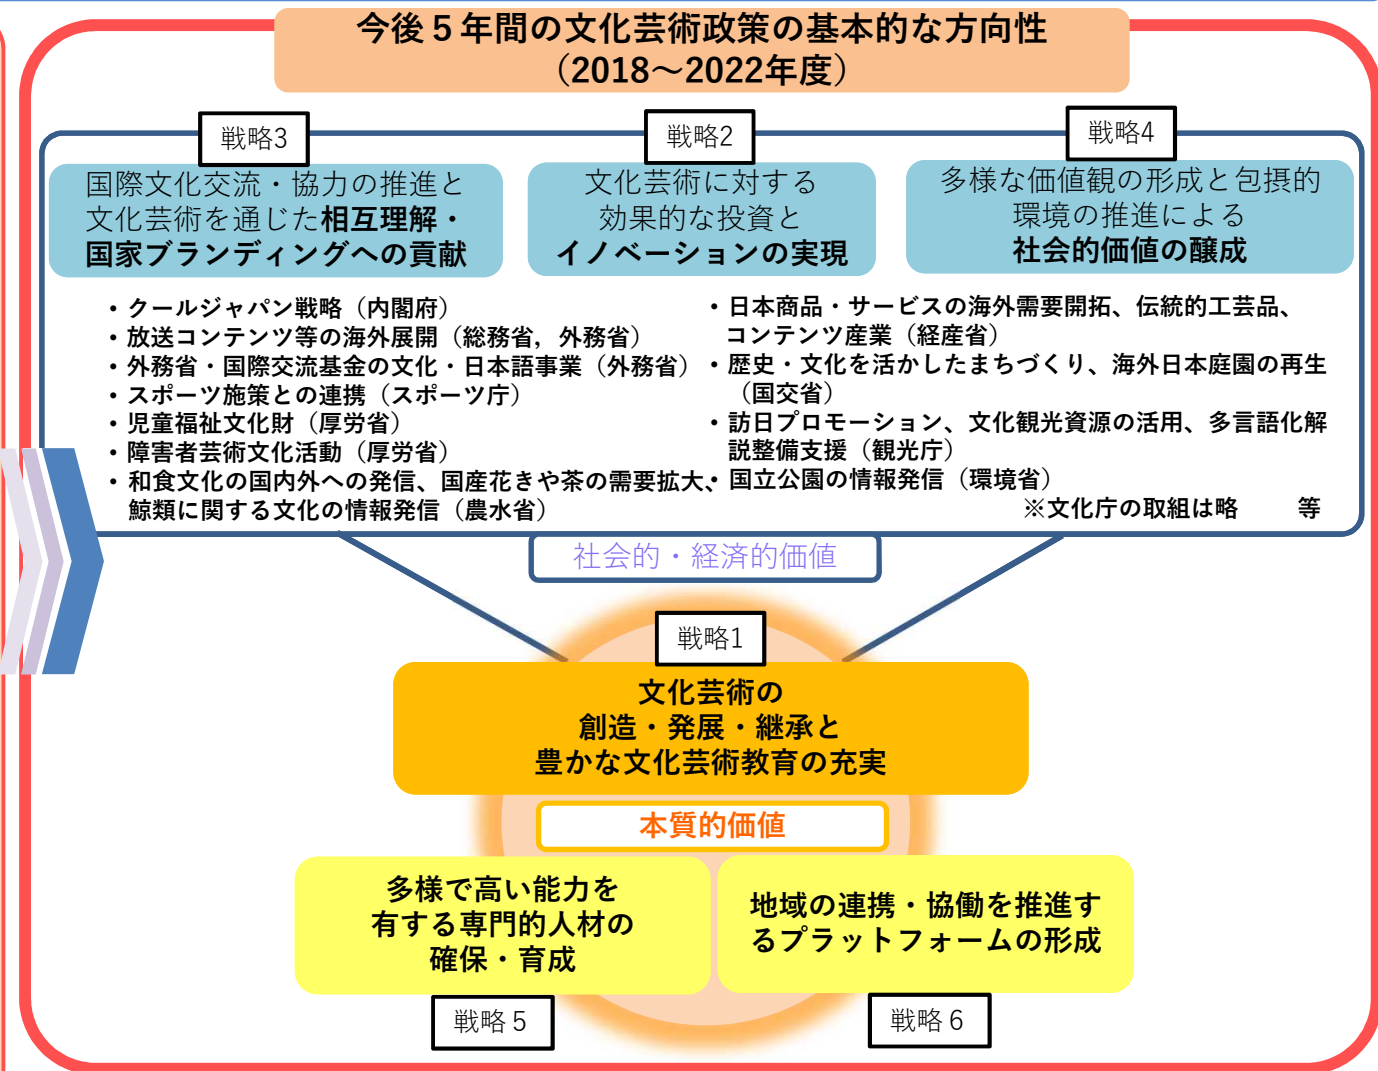 今後５年間の文化芸術政策の基本的な方向性
（2018～2022年度）
戦略3
国際文化交流・協力の推進と
文化芸術を通じた相互理解・
国家ブランディングへの貢献
戦略2
文化芸術に対する
効果的な投資と
イノベーションの実現
戦略4
多様な価値観の形成と包摂的
環境の推進による
社会的価値の醸成
・クールジャパン戦略（内閣府）
・放送コンテンツ等の海外展開（総務省，外務省）
・外務省・国際交流基金の文化・日本語事業（外務省）
・スポーツ施策との連携（スポーツ庁）
・児童福祉文化財（厚労省）
・障害者芸術文化活動（厚労省）
・和食文化の国内外への発信、国産花きや茶の需要拡大、
鯨類に関する文化の情報発信（農水省）
・日本商品・サービスの海外需要開拓、伝統的工芸品、
コンテンツ産業（経産省）
・歴史・文化を活かしたまちづくり、海外日本庭園の再生
（国交省）
・訪日プロモーション、文化観光資源の活用、多言語化解
説整備支援（観光庁）
・国立公園の情報発信（環境省）
※文化庁の取組は略　　等
社会的・経済的価値
戦略1
文化芸術の
創造・発展・継承と
豊かな文化芸術教育の充実
本質的価値
多様で高い能力を
有する専門的人材の
確保・育成
戦略５
地域の連携・協働を推進す
るプラットフォームの形成
戦略６